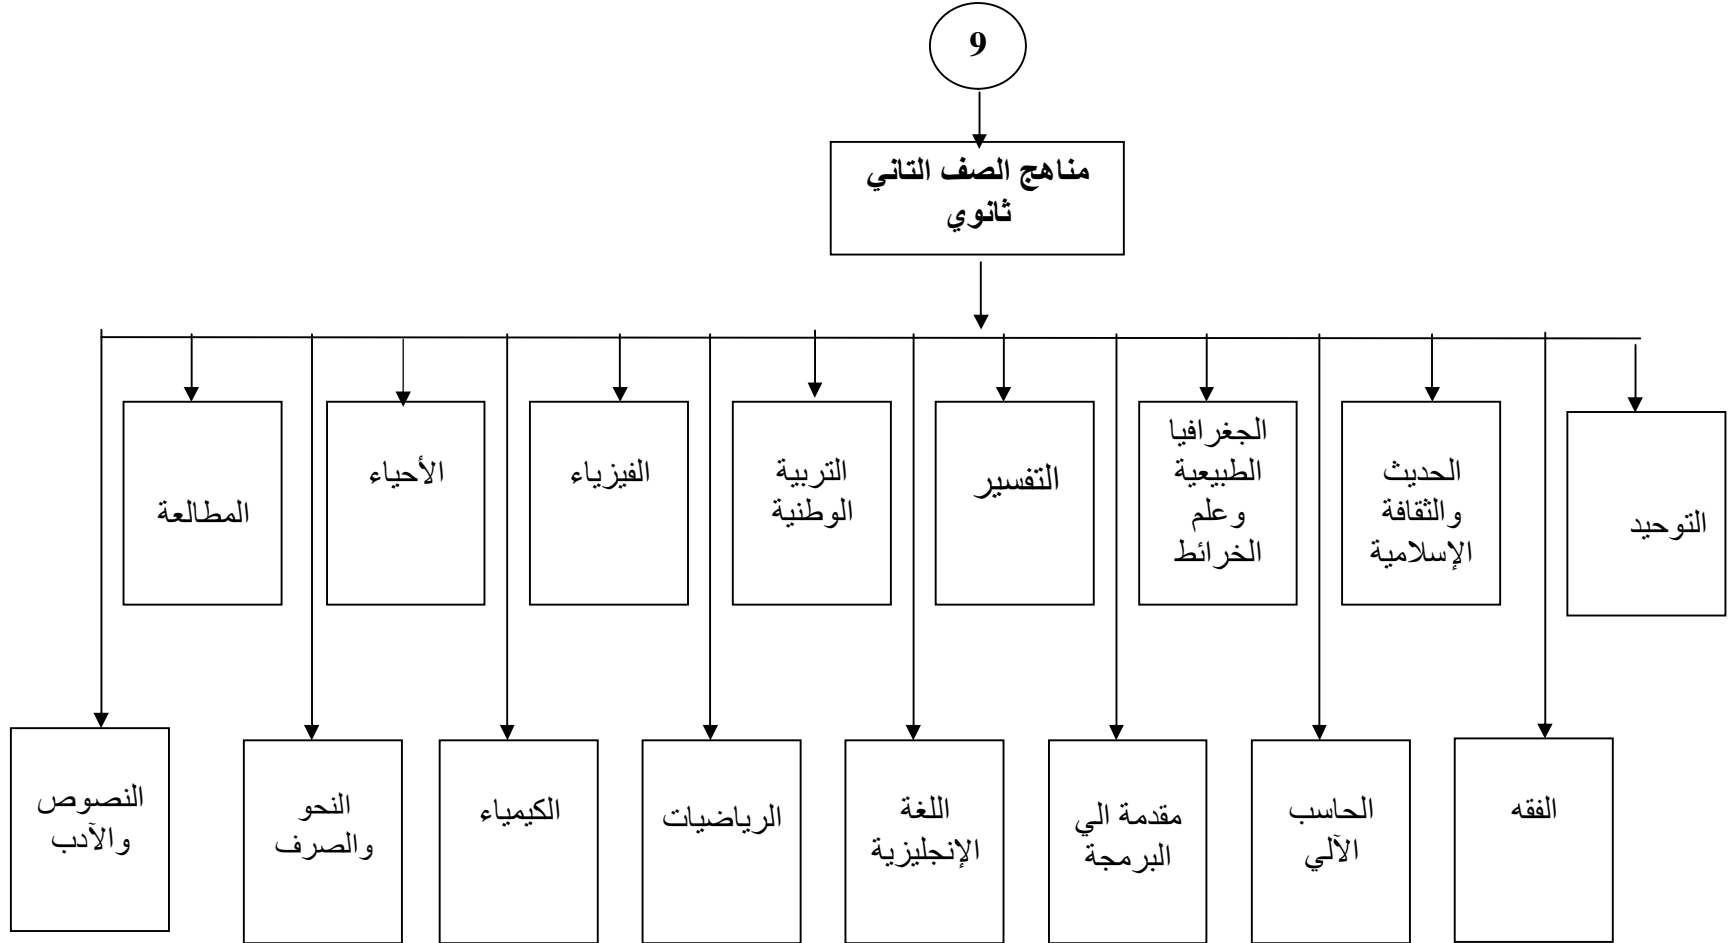 9
مناهج الصف التاني
ثانوي
التوحيد
الحديث
والثقافة
الإسلامية
الجغرافيا
الطبيعية
وعلم
الخرائط
التفسير
التربية
الوطنية
الفيزياء
الأحياء
المطالعة
الفقه
الحاسب
الآلي
مقدمة الي
البرمجة
اللغة
الإنجليزية
الرياضيات
الكيمياء
النحو
والصرف
النصوص
والآدب